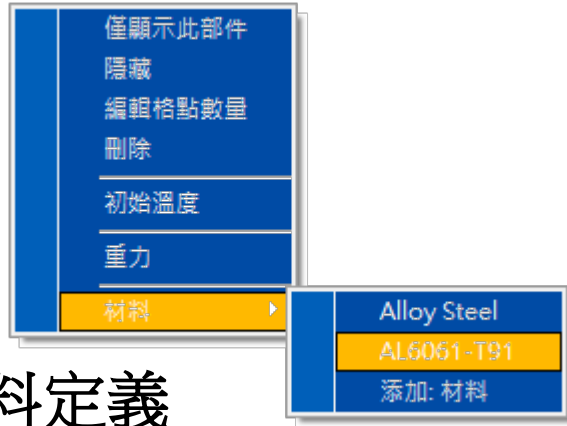 僅顯示此部件
隱藏
編輯格點數量
刪除
初始溫度
重力
材料
Alloy Steel
AL6061-T91
添加: 材料
料定義